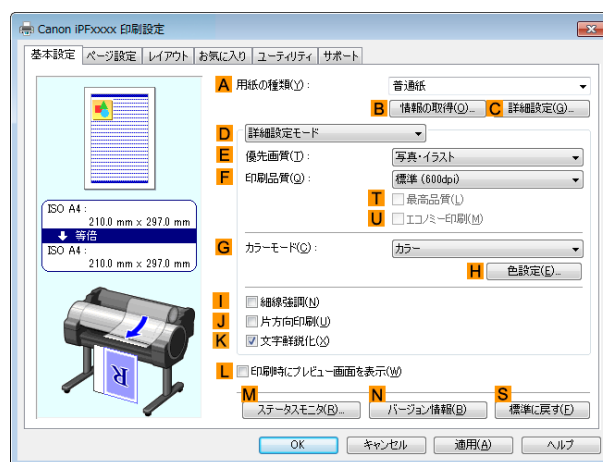 Canon iPFxxxx 印刷設定
基本設定 ページ設定 レイアウト お気に入り ユーティリティ サポート
A 用紙の種類(Y): 普通紙
B 情報の取得(O)... C 詳細設定(G)...
D 詳細設定モード
E 優先画質(T): 写真・イラスト
F 印刷品質(Q): 標準 (600dpi)
T 最高品質(L)
U エコノミー印刷(M)
ISO A4 :
210.0 mm × 297.0 mm
等倍
ISO A4 :
210.0 mm × 297.0 mm
G カラーモード(C): カラー
H 色設定(E)...
I 細線強調(N)
J 片方向印刷(U)
K 文字鮮鋭化(X)
L 印刷時にプレビュー画面を表示(W)
M N S
ステータスモニタ(R)... バージョン情報(B) 標準に戻す(F)
R
OK キャンセル 適用(A) ヘルプ